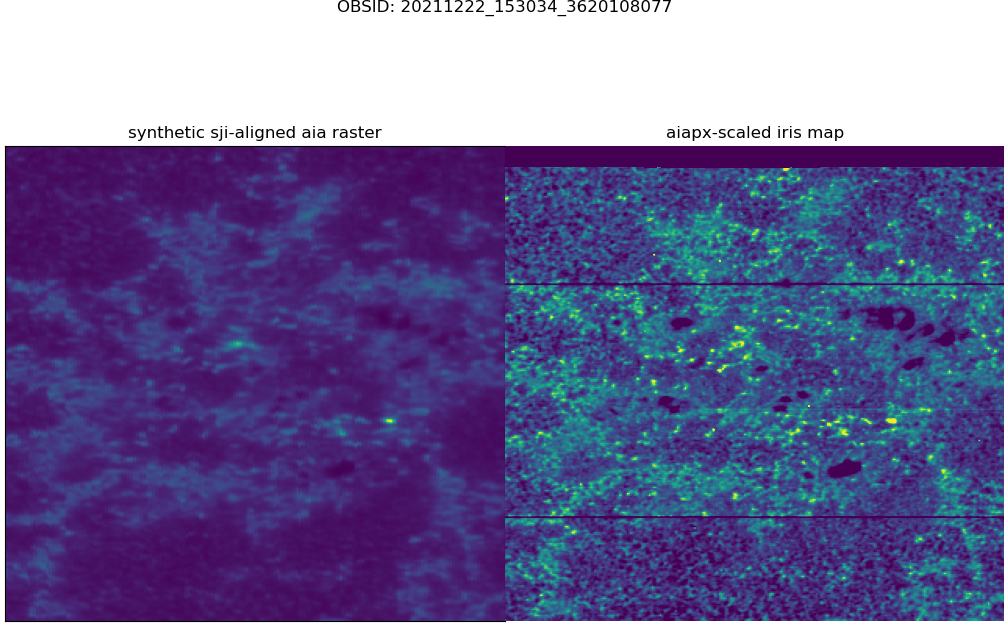 OBSID: 20211222_153034_3620108077
synthetic sji-aligned aia raster
aiapx-scaled iris map